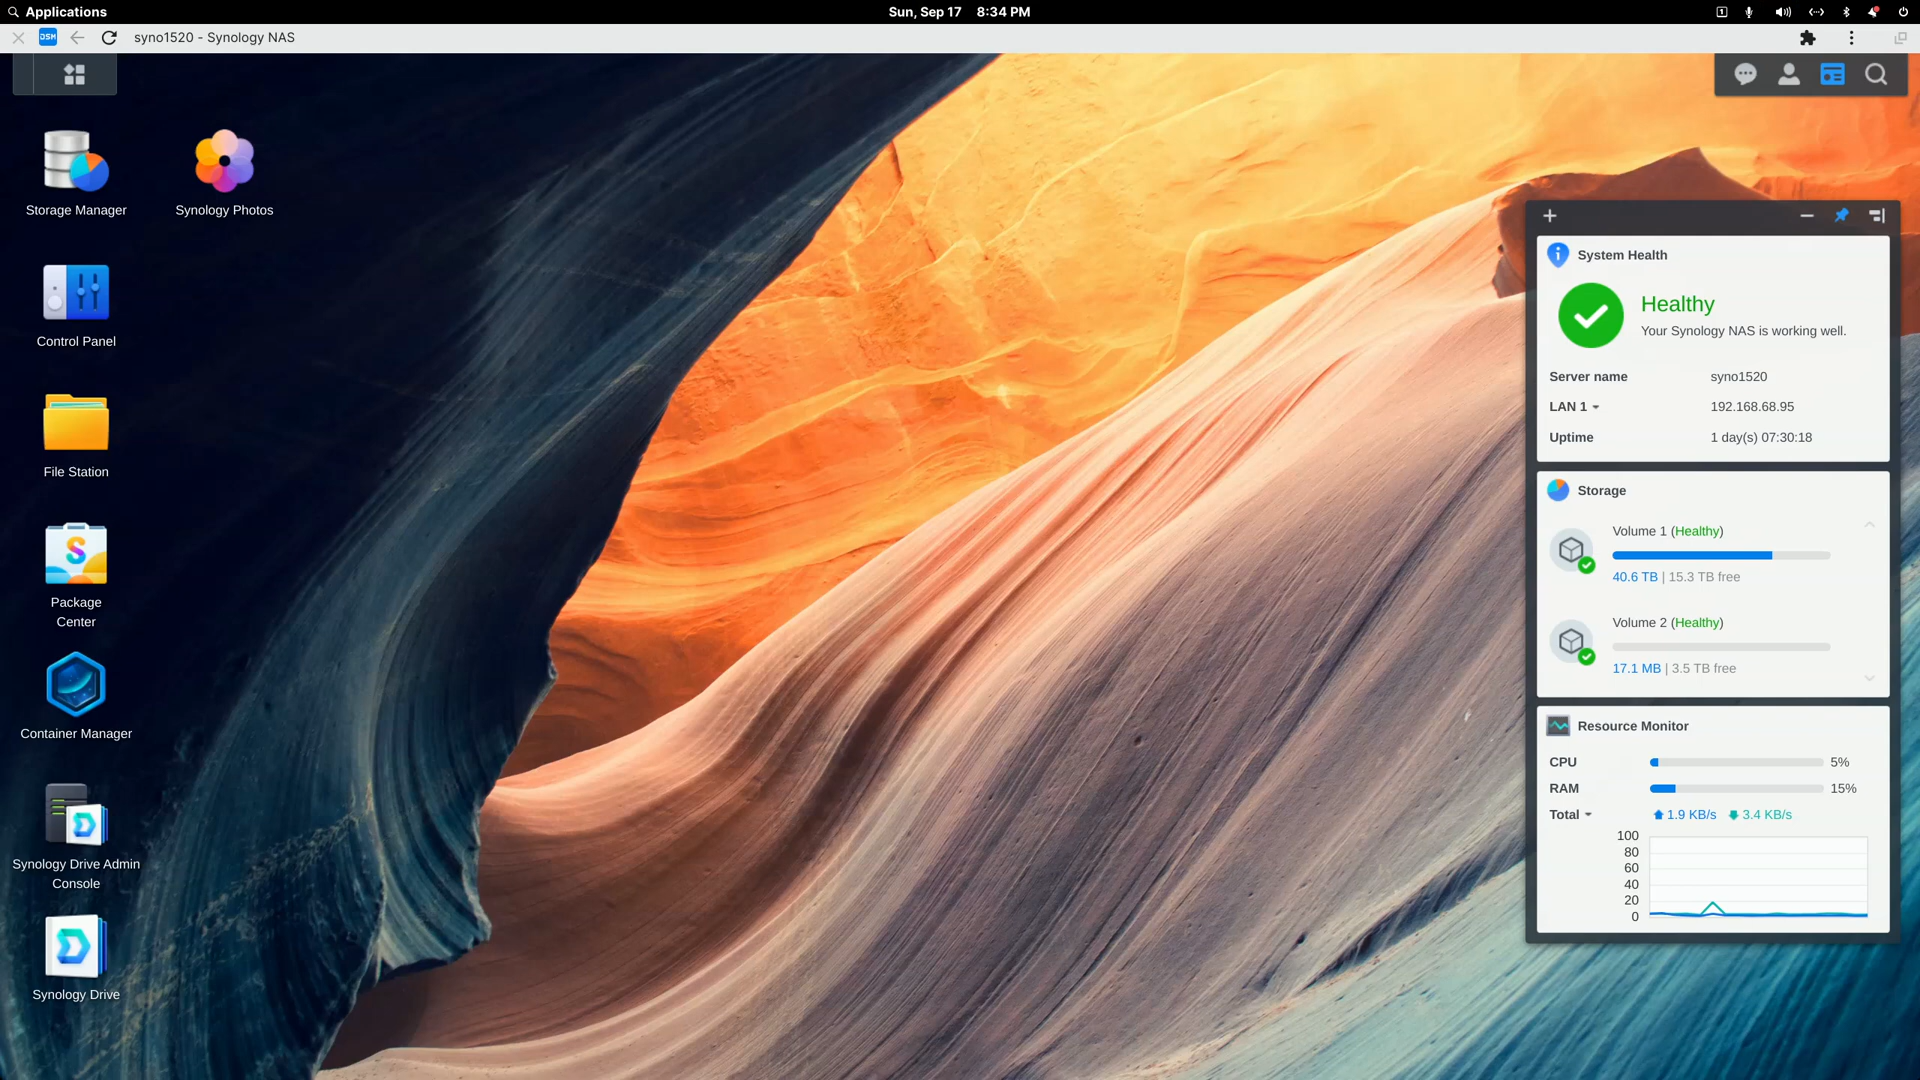 Applications
Sun, Sep 17 8:34 PM
DSM
syno1520 - Synology NAS
Storage Manager
Synology Photos
Control Panel
File Station
Package
Center
Container Manager
Synology Drive Admin
Console
Synology Drive
System Health
Healthy
Your Synology NAS is working well.
Server name syno1520
LAN 1 192.168.68.95
Uptime 1 day(s) 07:30:18
Storage
Volume 1 (Healthy)
40.6 TB | 15.3 TB free
Volume 2 (Healthy)
17.1 MB | 3.5 TB free
Resource Monitor
CPU 5%
RAM 15%
Total 1.9 KB/s 3.4 KB/s
100
80
60
40
20
0